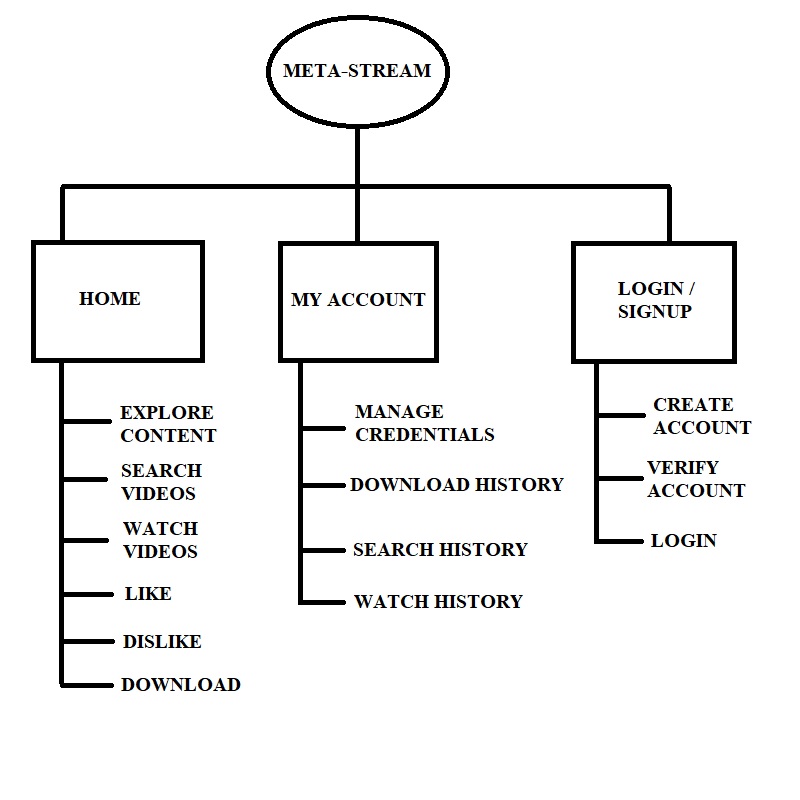 META-STREAM
HOME
MY ACCOUNT
LOGIN /
SIGNUP
EXPLORE
CONTENT
SEARCH
VIDEOS
WATCH
VIDEOS
LIKE
DISLIKE
DOWNLOAD
MANAGE
CREDENTIALS
DOWNLOAD HISTORY
SEARCH HISTORY
WATCH HISTORY
CREATE
ACCOUNT
VERIFY
ACCOUNT
LOGIN